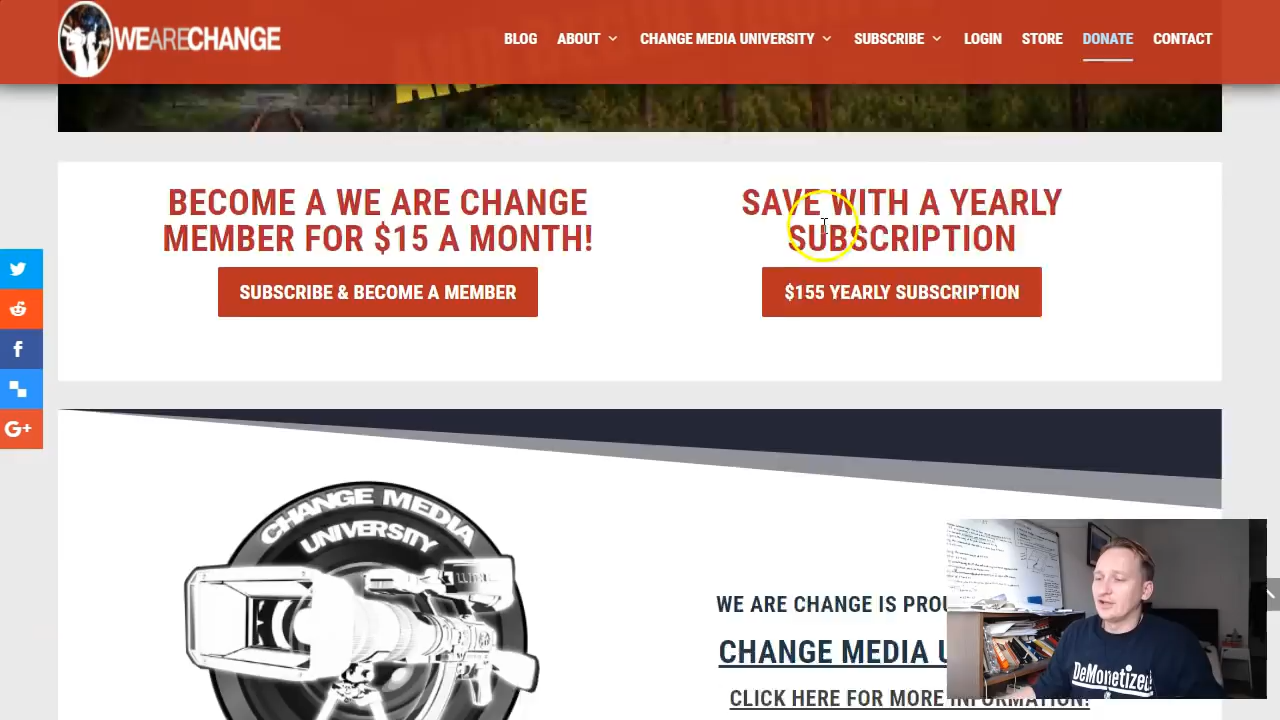 WEARECHANGE
BLOG ABOUT CHANGE MEDIA UNIVERSITY SUBSCRIBE LOGIN STORE DONATE CONTACT
BECOME A WE ARE CHANGE
MEMBER FOR $15 A MONTH!
SUBSCRIBE & BECOME A MEMBER
SAVE WITH A YEARLY
SUBSCRIPTION
$155 YEARLY SUBSCRIPTION
f
G+
CHANGE MEDIA
UNIVERSITY
WE ARE CHANGE IS PROU
CHANGE MEDIA U
CLICK HERE FOR MORE INFORMATION!
DeMonetized